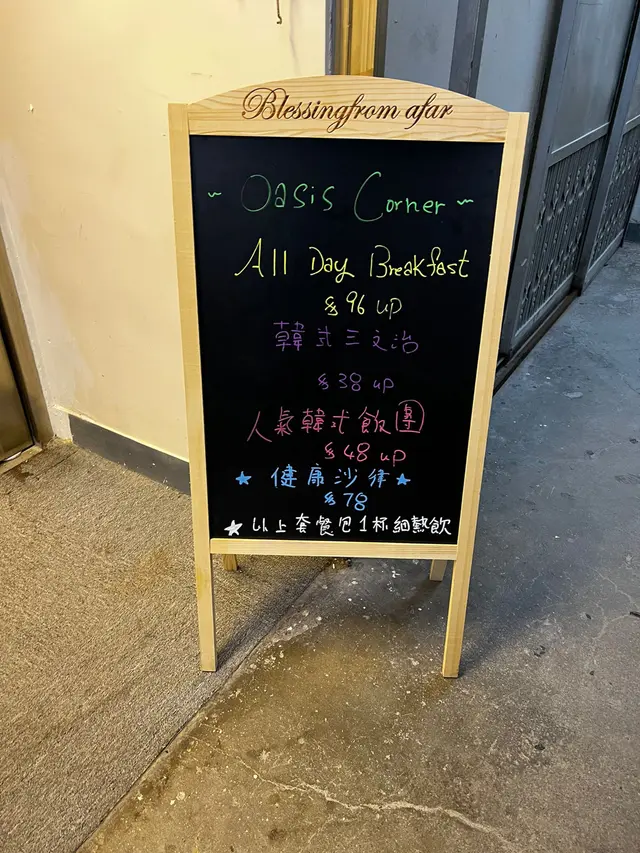 Blessingfrom afar
~ Oasis Corner ~
All Day Breakfast
$96 up
韓式三文治
$38 up
人氣韓式飯團
$48 up
★ 健康沙律 ★
$78
★ 以上套餐包1杯細熱飲